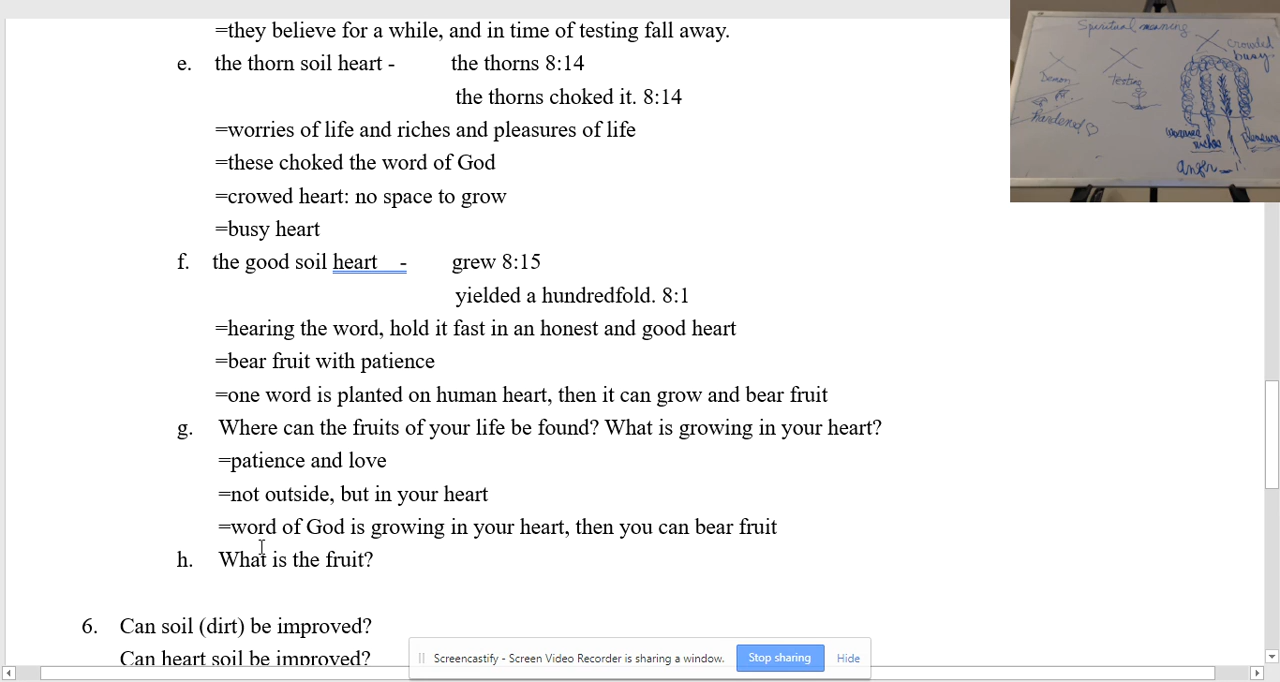 =they believe for a while, and in time of testing fall away.
e. the thorn soil heart - the thorns 8:14
the thorns choked it. 8:14
=worries of life and riches and pleasures of life
=these choked the word of God
=crowed heart: no space to grow
=busy heart
f. the good soil heart - grew 8:15
yielded a hundredfold. 8:1
=hearing the word, hold it fast in an honest and good heart
=bear fruit with patience
=one word is planted on human heart, then it can grow and bear fruit
g. Where can the fruits of your life be found? What is growing in your heart?
=patience and love
=not outside, but in your heart
=word of God is growing in your heart, then you can bear fruit
h. What is the fruit?
6. Can soil (dirt) be improved?
Can heart soil be improved?
Screencastify - Screen Video Recorder is sharing a window. Stop sharing Hide
Spiritual meaning
crowded
busy
Demon
testing
hardened
worried
riches